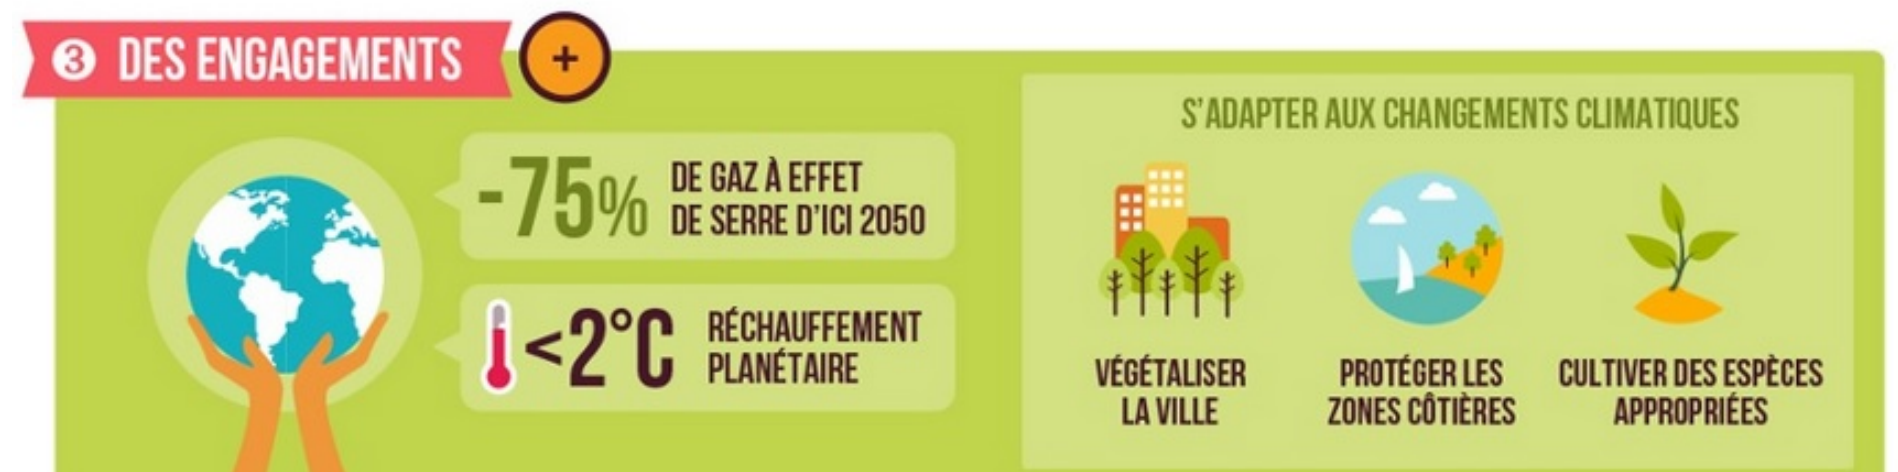 3 DES ENGAGEMENTS +
-75% DE GAZ À EFFET
DE SERRE D'ICI 2050
<2°C RÉCHAUFFEMENT
PLANÉTAIRE
S'ADAPTER AUX CHANGEMENTS CLIMATIQUES
VÉGÉTALISER
LA VILLE
PROTÉGER LES
ZONES CÔTIÈRES
CULTIVER DES ESPÈCES
APPROPRIÉES